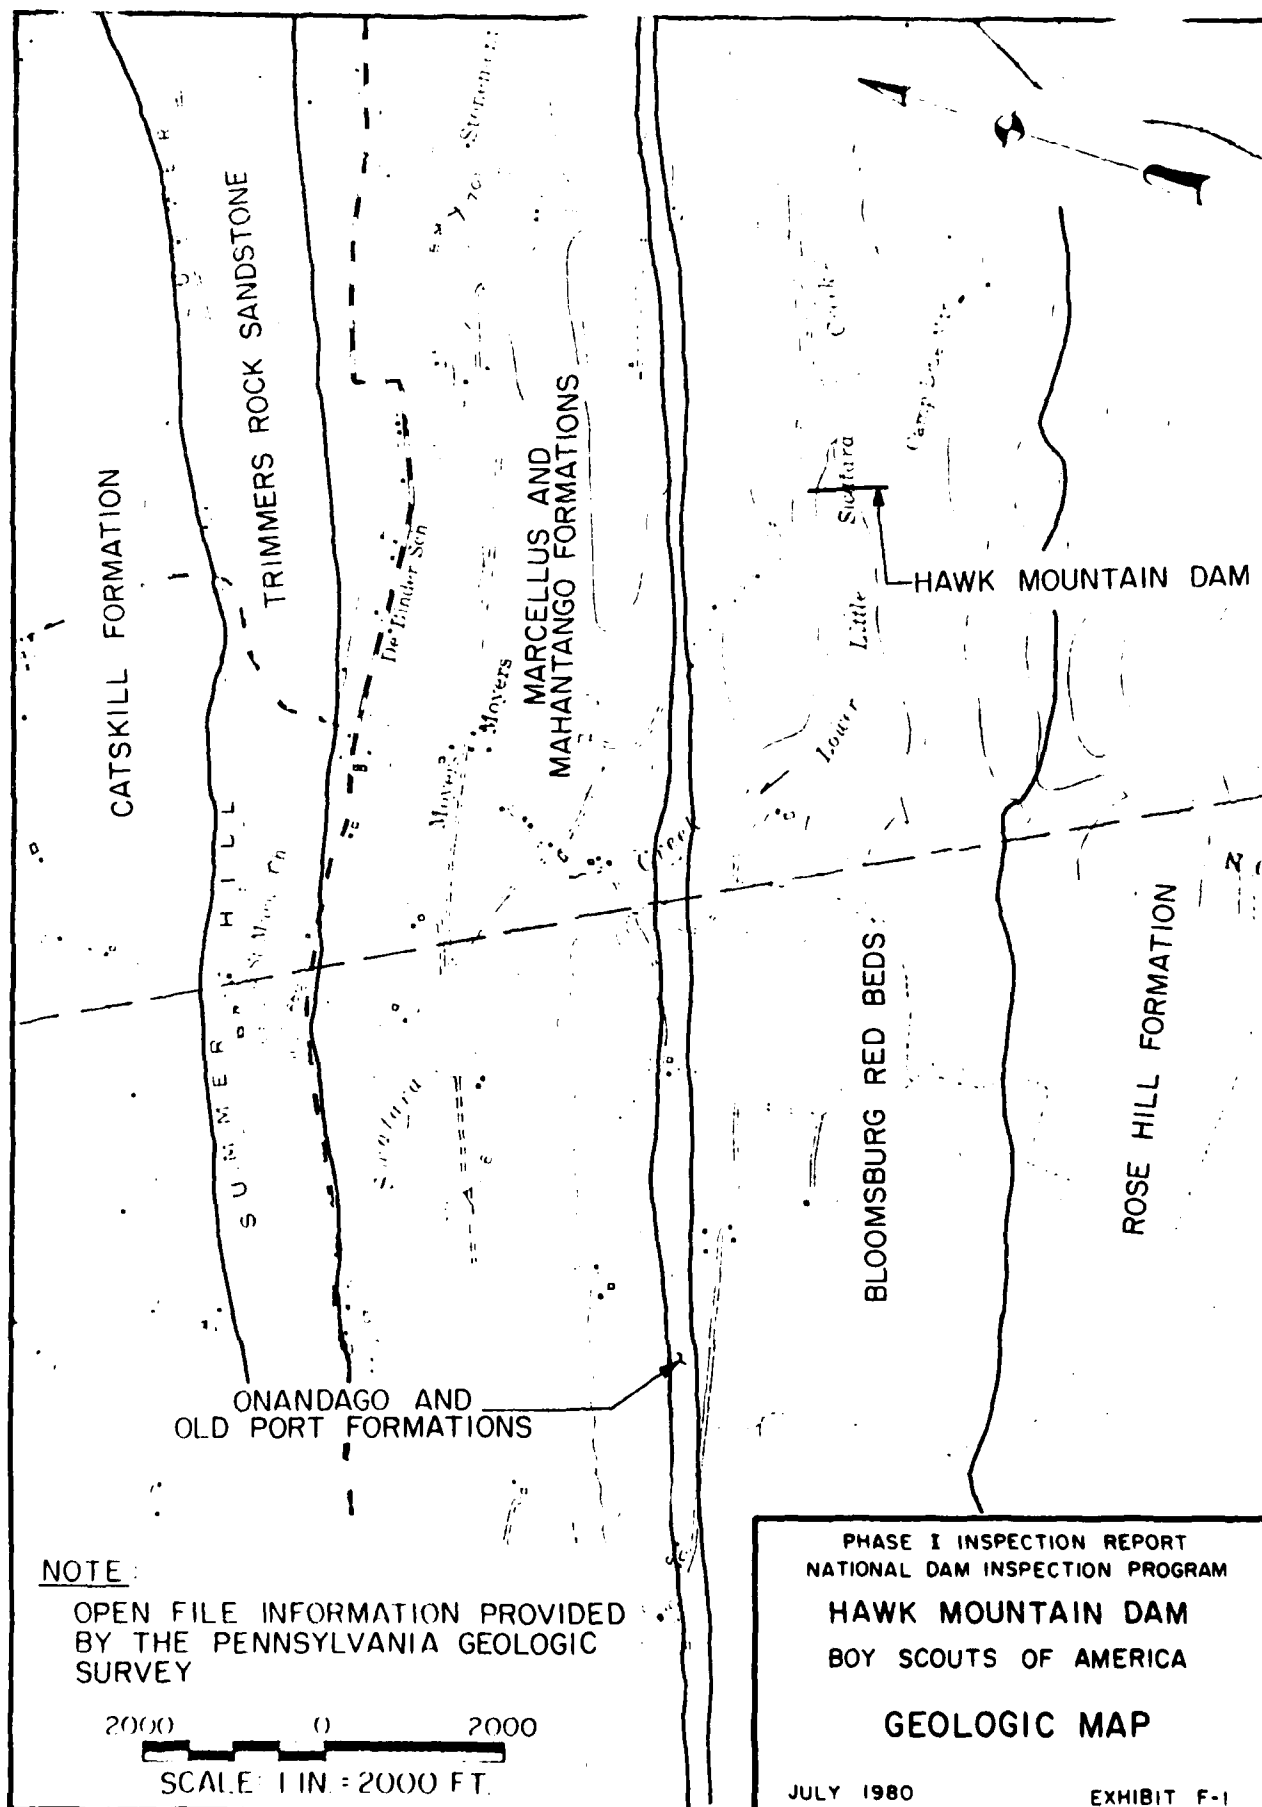 CATSKILL FORMATION
TRIMMERS ROCK SANDSTONE
MARCELLUS AND
MAHANTANGO FORMATIONS
HAWK MOUNTAIN DAM
Little
Lower
Creek
Moyers
Moyers
SUMMER HILL
BLOOMSBURG RED BEDS
ROSE HILL FORMATION
ONANDAGO AND
OLD PORT FORMATIONS
NOTE:
OPEN FILE INFORMATION PROVIDED
BY THE PENNSYLVANIA GEOLOGIC
SURVEY
2000 0 2000
SCALE: 1 IN. = 2000 FT.
PHASE I INSPECTION REPORT
NATIONAL DAM INSPECTION PROGRAM
HAWK MOUNTAIN DAM
BOY SCOUTS OF AMERICA
GEOLOGIC MAP
JULY 1980 EXHIBIT F-1